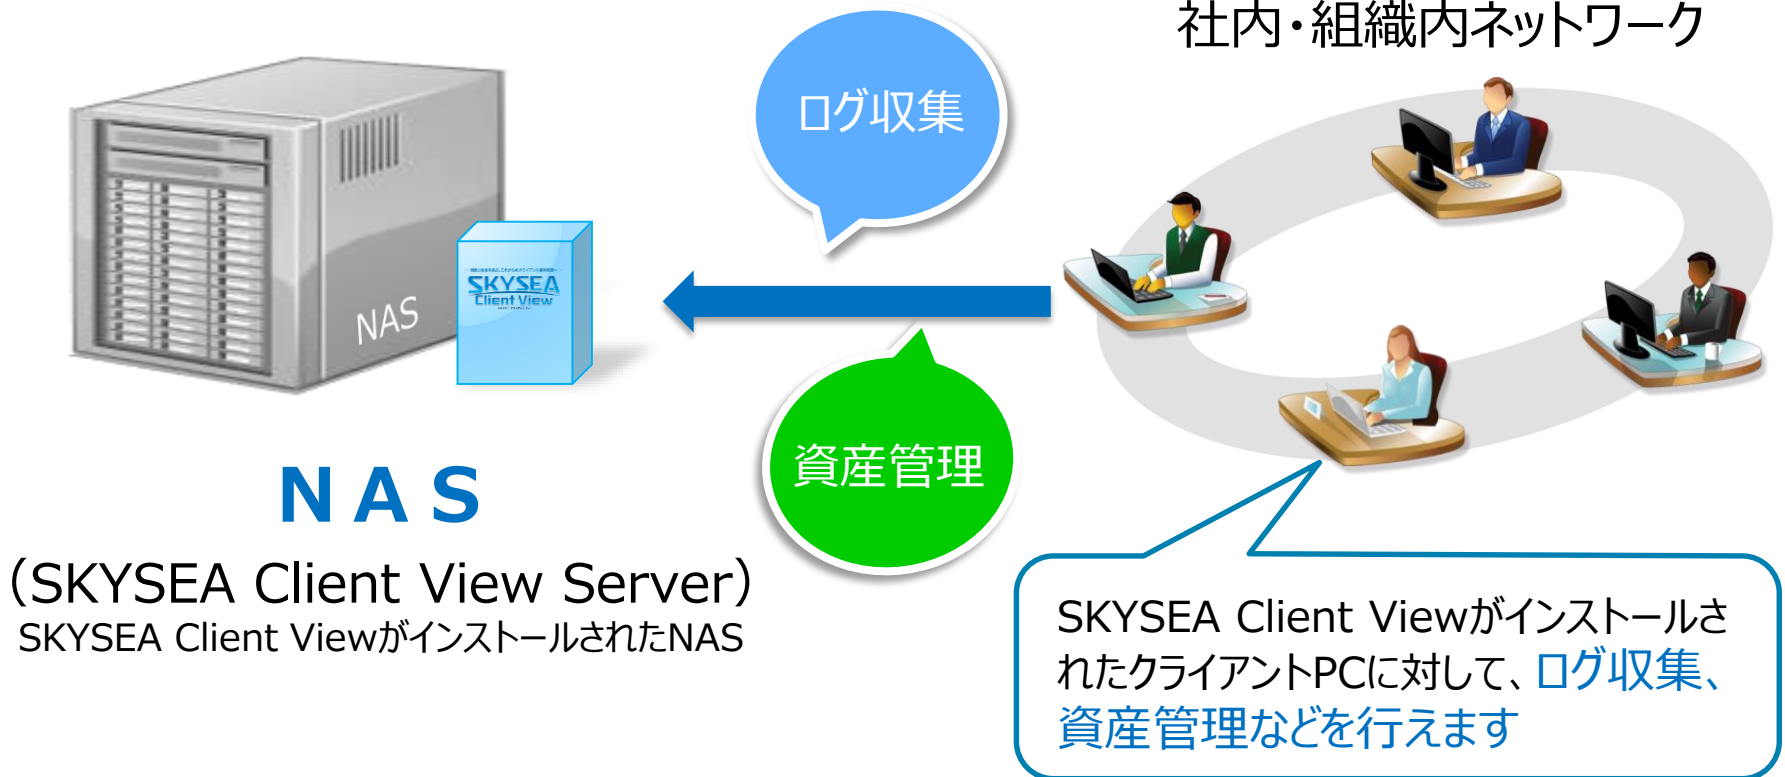 社内・組織内ネットワーク
ログ収集
SKYSEA
Client View
NAS
資産管理
NAS
（SKYSEA Client View Server）
SKYSEA Client ViewがインストールされたNAS
SKYSEA Client Viewがインストールさ
れたクライアントPCに対して、ログ収集、
資産管理などを行えます